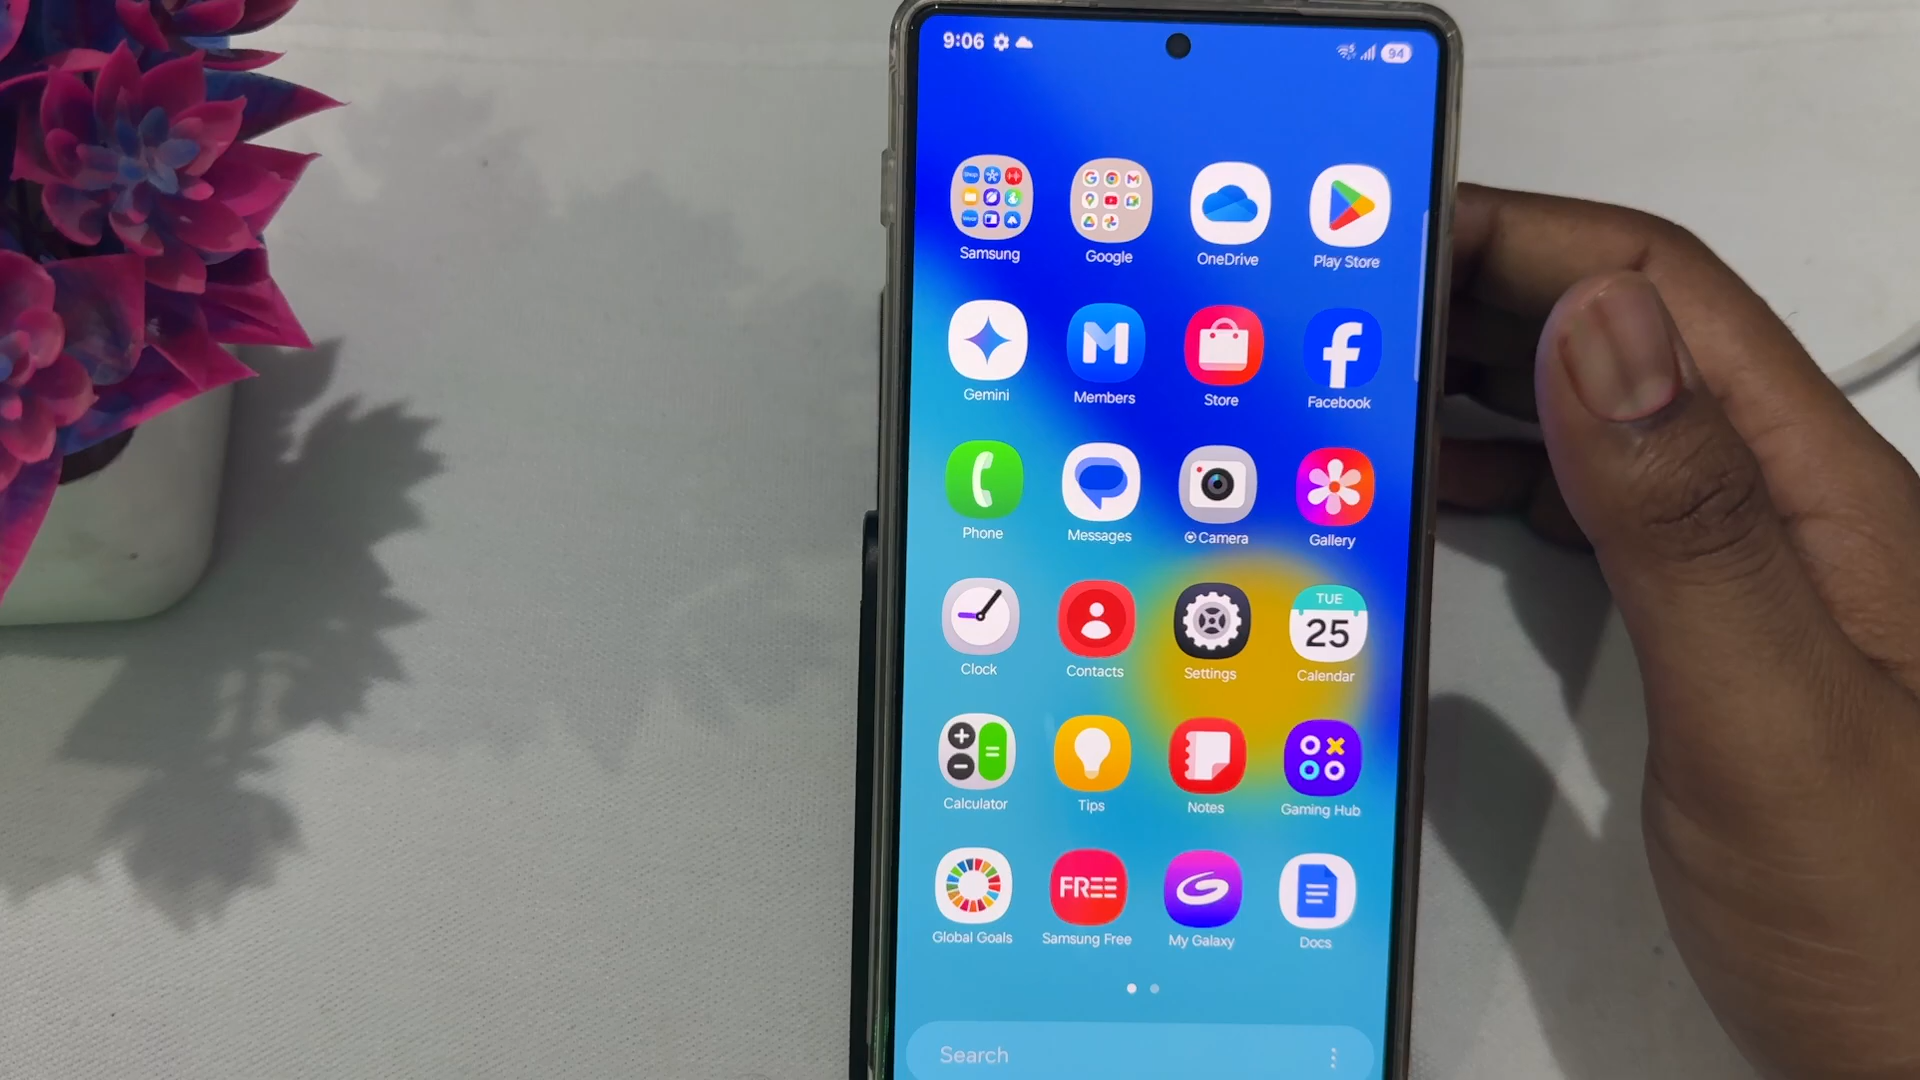 9:06 94
Samsung Google OneDrive Play Store
Gemini Members Store Facebook
Phone Messages Camera Gallery
TUE
25
Clock Contacts Settings Calendar
Calculator Tips Notes Gaming Hub
FREE
Global Goals Samsung Free My Galaxy Docs
Search